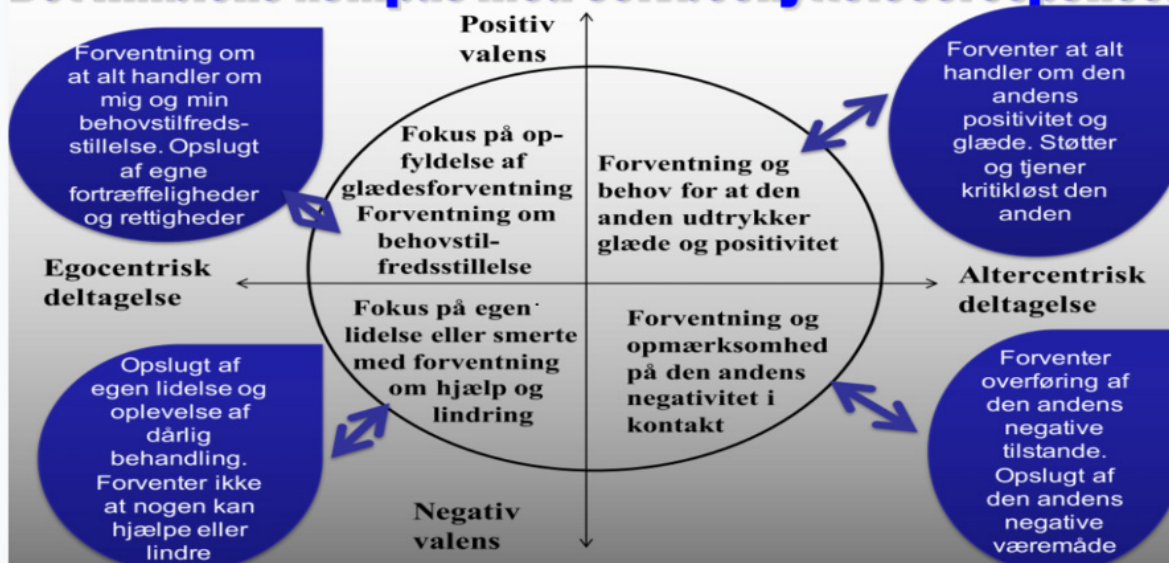 Positiv
valens
Forventning om
at alt handler om
mig og min
behovstilfreds-
stillelse. Opslugt
af egne
fortræffeligheder
og rettigheder
Fokus på op-
fyldelse af
glædesforventning
Forventning om
behovstil-
fredsstillelse
Forventning og
behov for at den
anden udtrykker
glæde og positivitet
Forventer at alt
handler om den
andens
positivitet og
glæde. Støtter
og tjener
kritikløst den
anden
Egocentrisk
deltagelse
Altercentrisk
deltagelse
Opslugt af
egen lidelse og
oplevelse af
dårlig
behandling.
Forventer ikke
at nogen kan
hjælpe eller
lindre
Fokus på egen
lidelse eller smerte
med forventning
om hjælp og
lindring
Forventning og
opmærksomhed
på den andens
negativitet i
kontakt
Forventer
overføring af
den andens
negative
tilstande.
Opslugt af
den andens
negative
væremåde
Negativ
valens